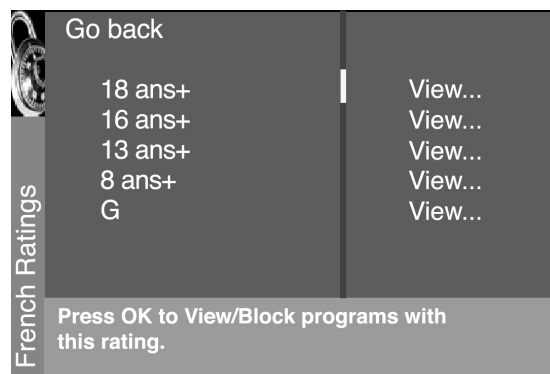 Go back
18 ans+ View...
16 ans+ View...
13 ans+ View...
8 ans+ View...
G View...
French Ratings
Press OK to View/Block programs with
this rating.